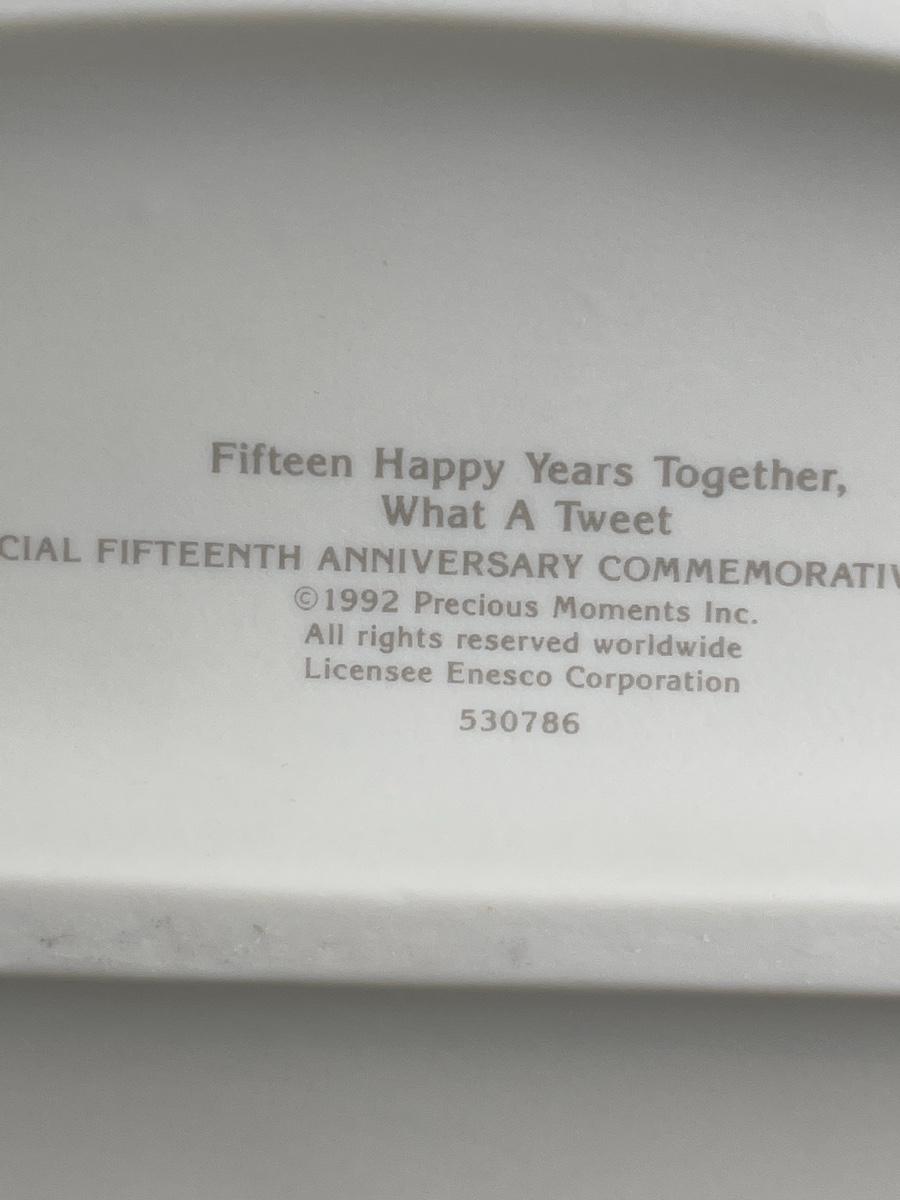 Fifteen Happy Years Together,
What A Tweet
CIAL FIFTEENTH ANNIVERSARY COMMEMORATIV
©1992 Precious Moments Inc.
All rights reserved worldwide
Licensee Enesco Corporation
530786